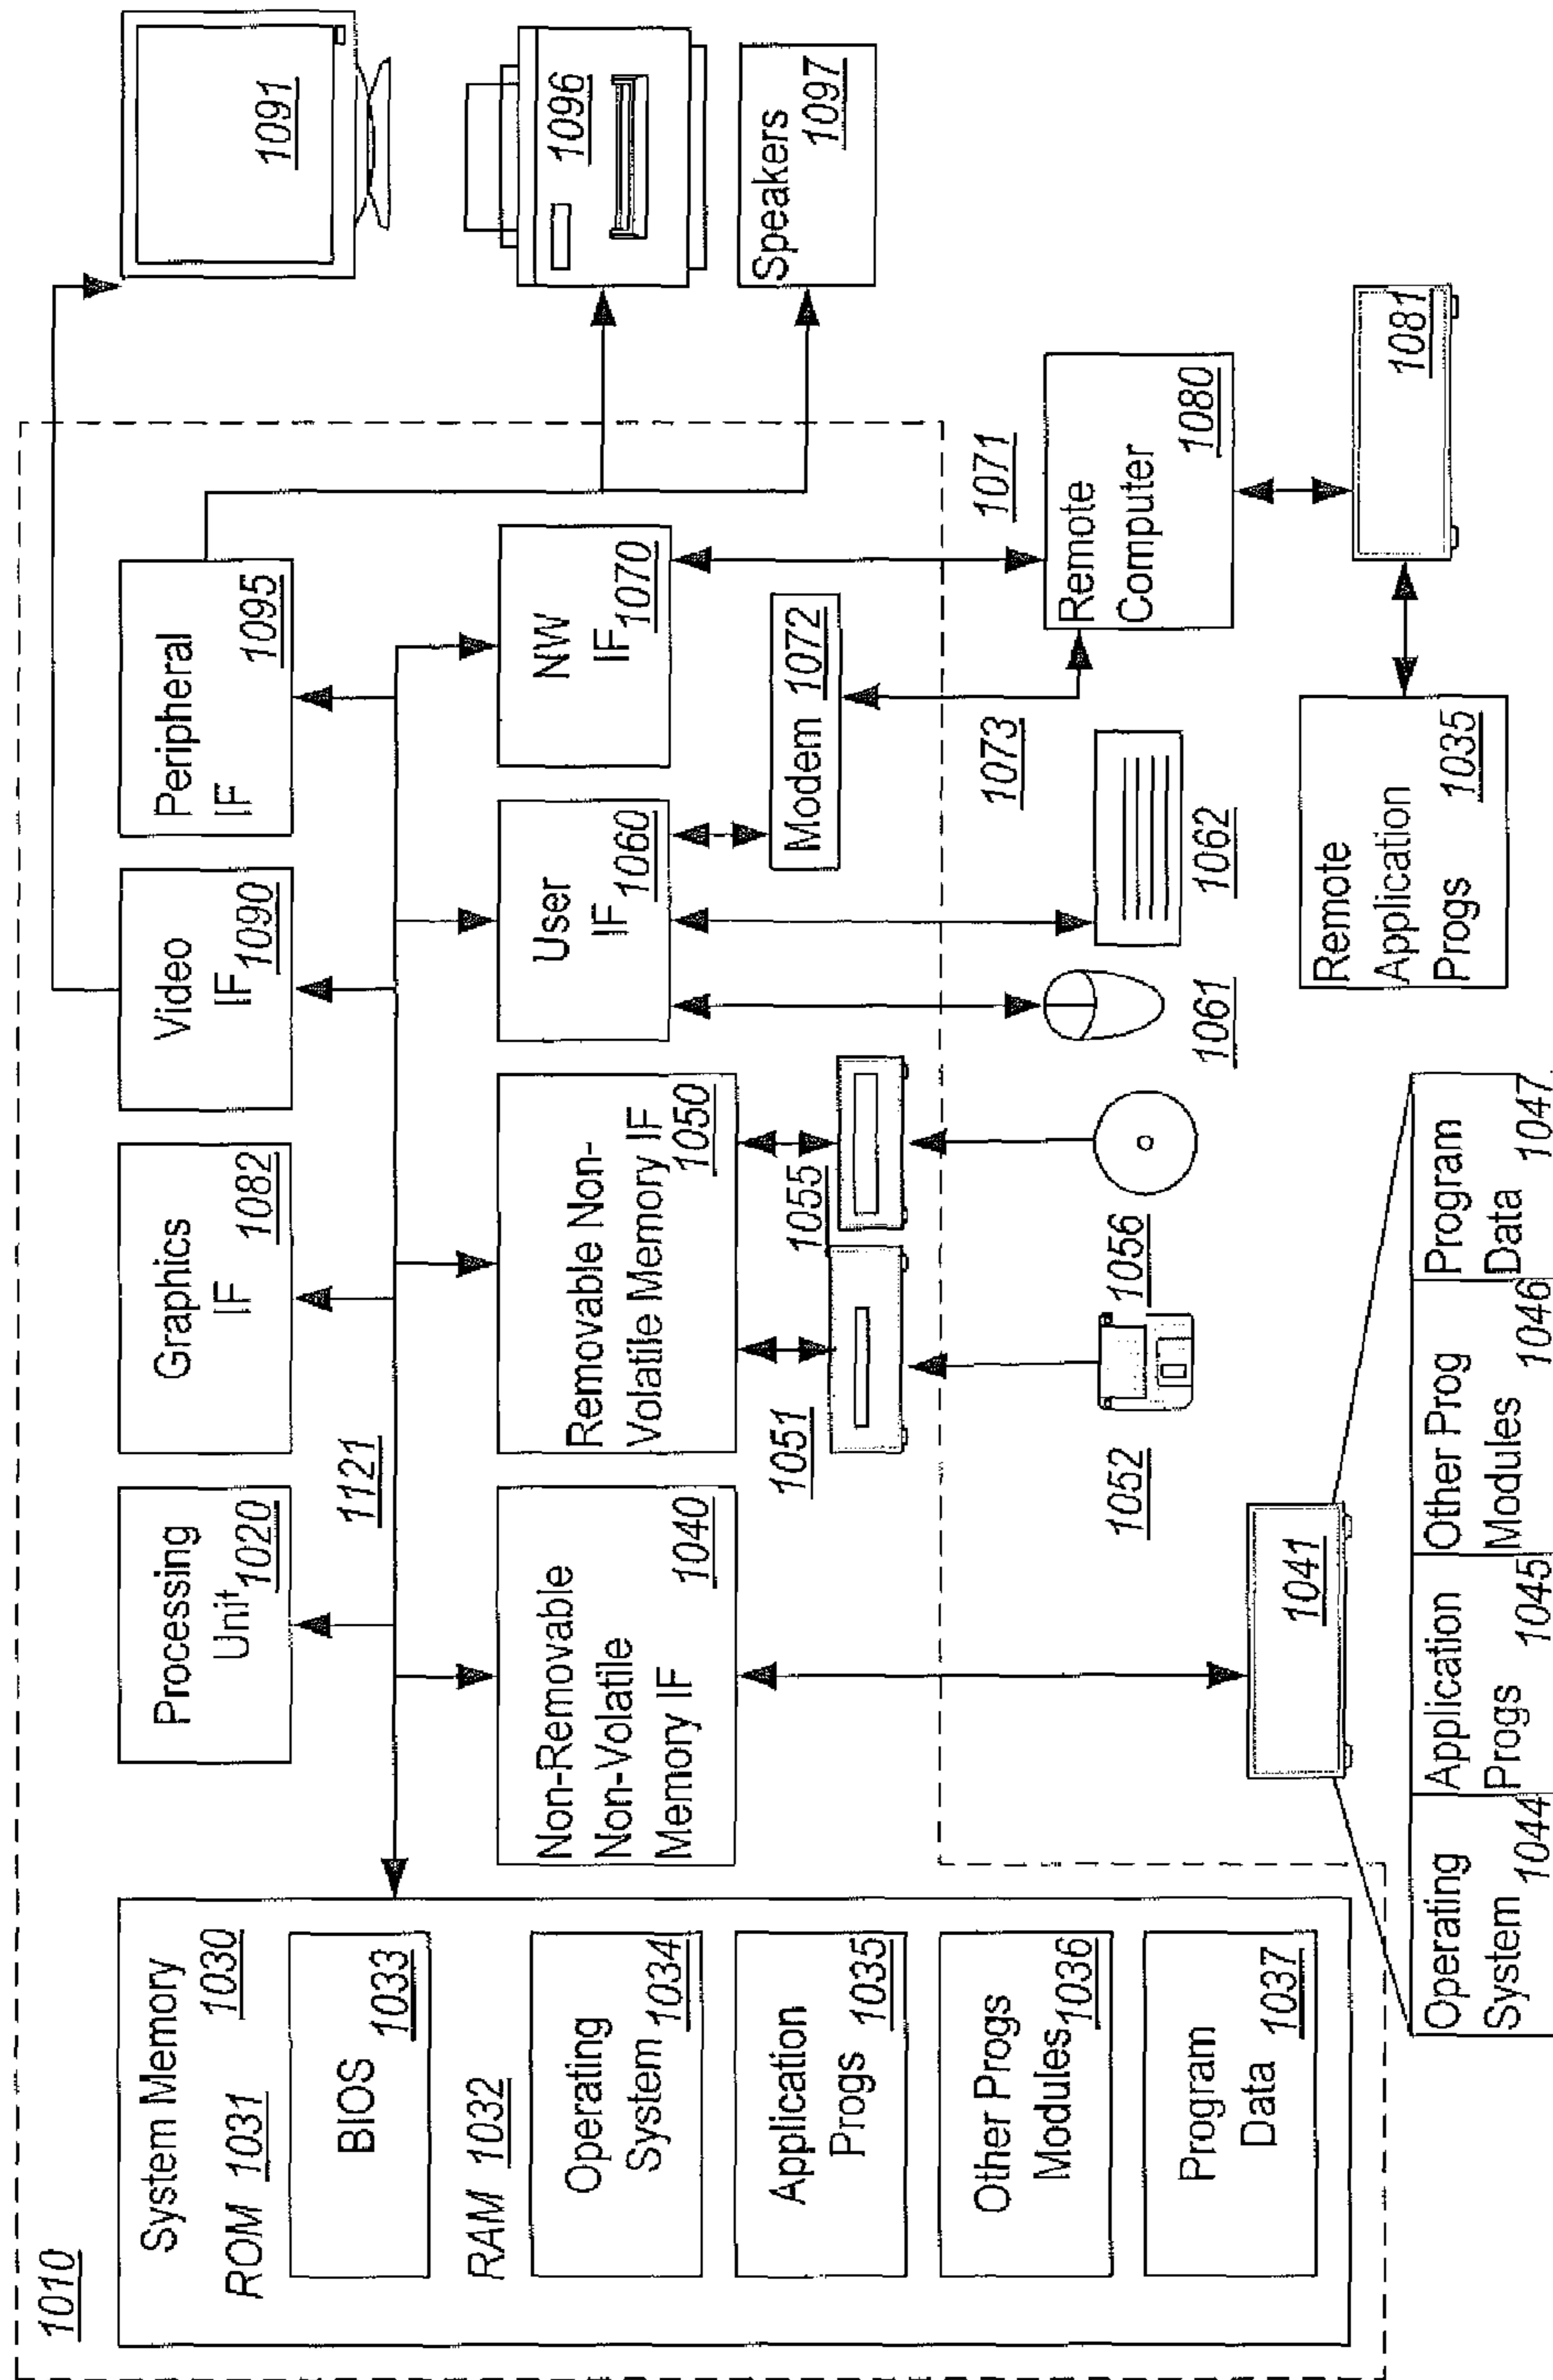 1010
System Memory
1030
ROM 1031
BIOS
1033
RAM 1032
Operating
System 1034
Application
Progs 1035
Other Progs
Modules 1036
Program
Data 1037
Processing
Unit 1020
Graphics
IF 1082
Video
IF 1090
Peripheral
IF 1095
1121
Non-Removable
Non-Volatile
Memory IF 1040
Removable Non-
Volatile Memory IF
1050
User
IF 1060
NW
IF 1070
1051
1055
Modem 1072
1052
1056
1061
1062
1073
1071
Remote
Computer
1080
1041
1081
Operating
System 1044
Application
Progs 1045
Other Prog
Modules 1046
Program
Data 1047
Remote
Application
Progs 1035
1091
1096
Speakers
1097